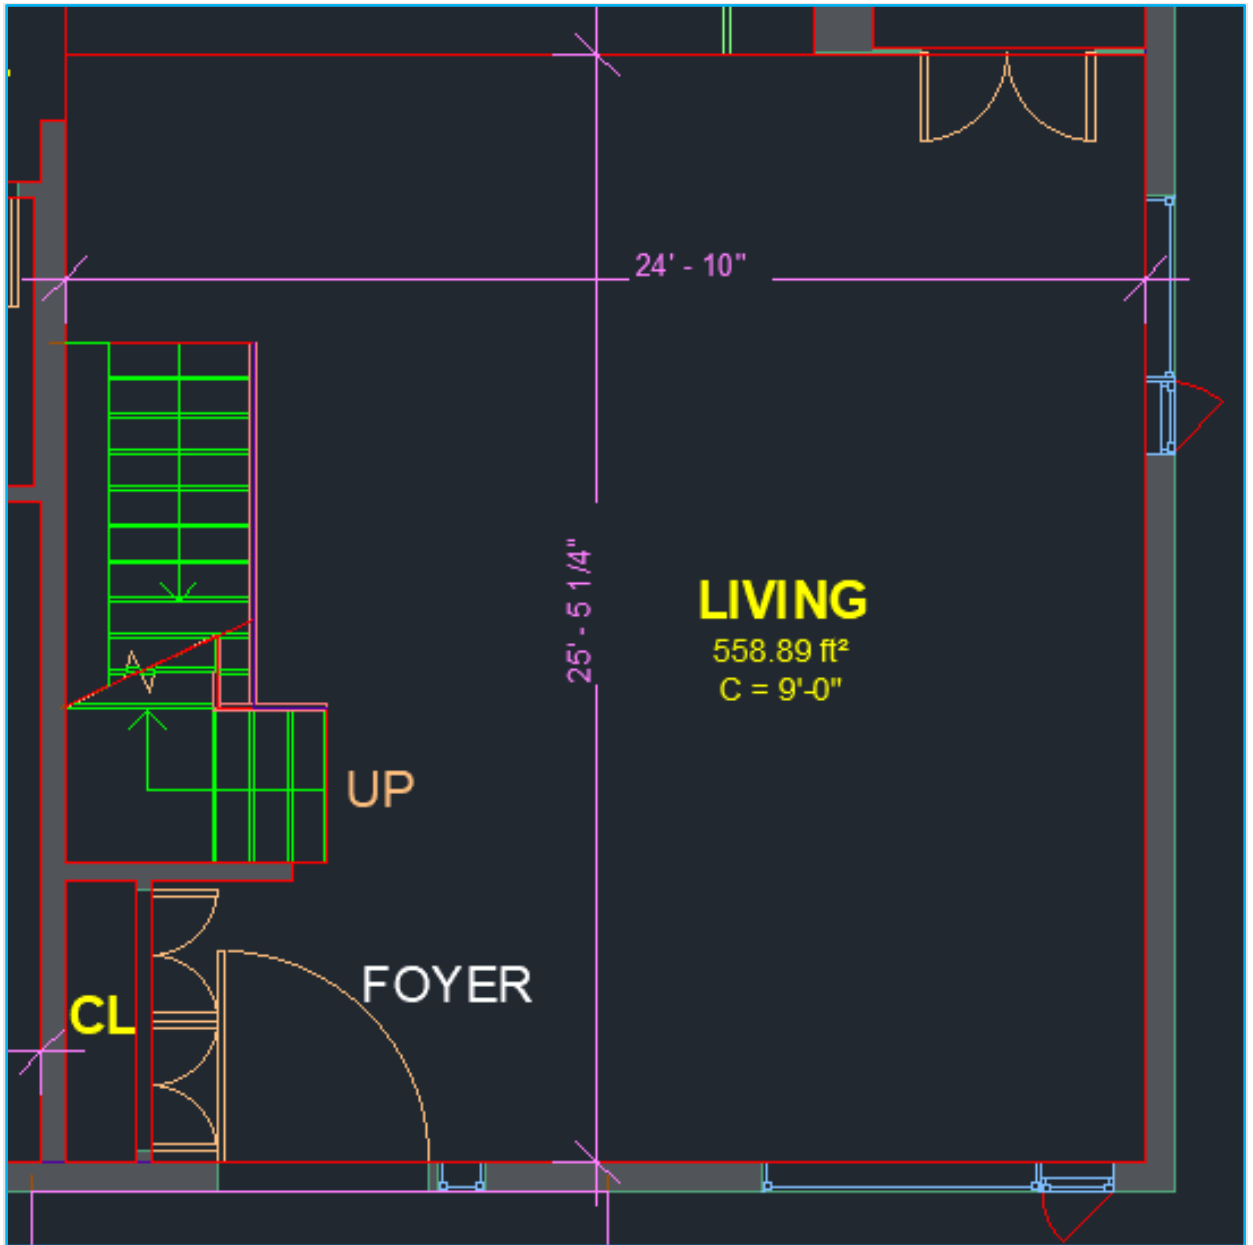 24' - 10"
25' - 5 1/4"
LIVING
558.89 ft²
C = 9'-0"
UP
FOYER
CL